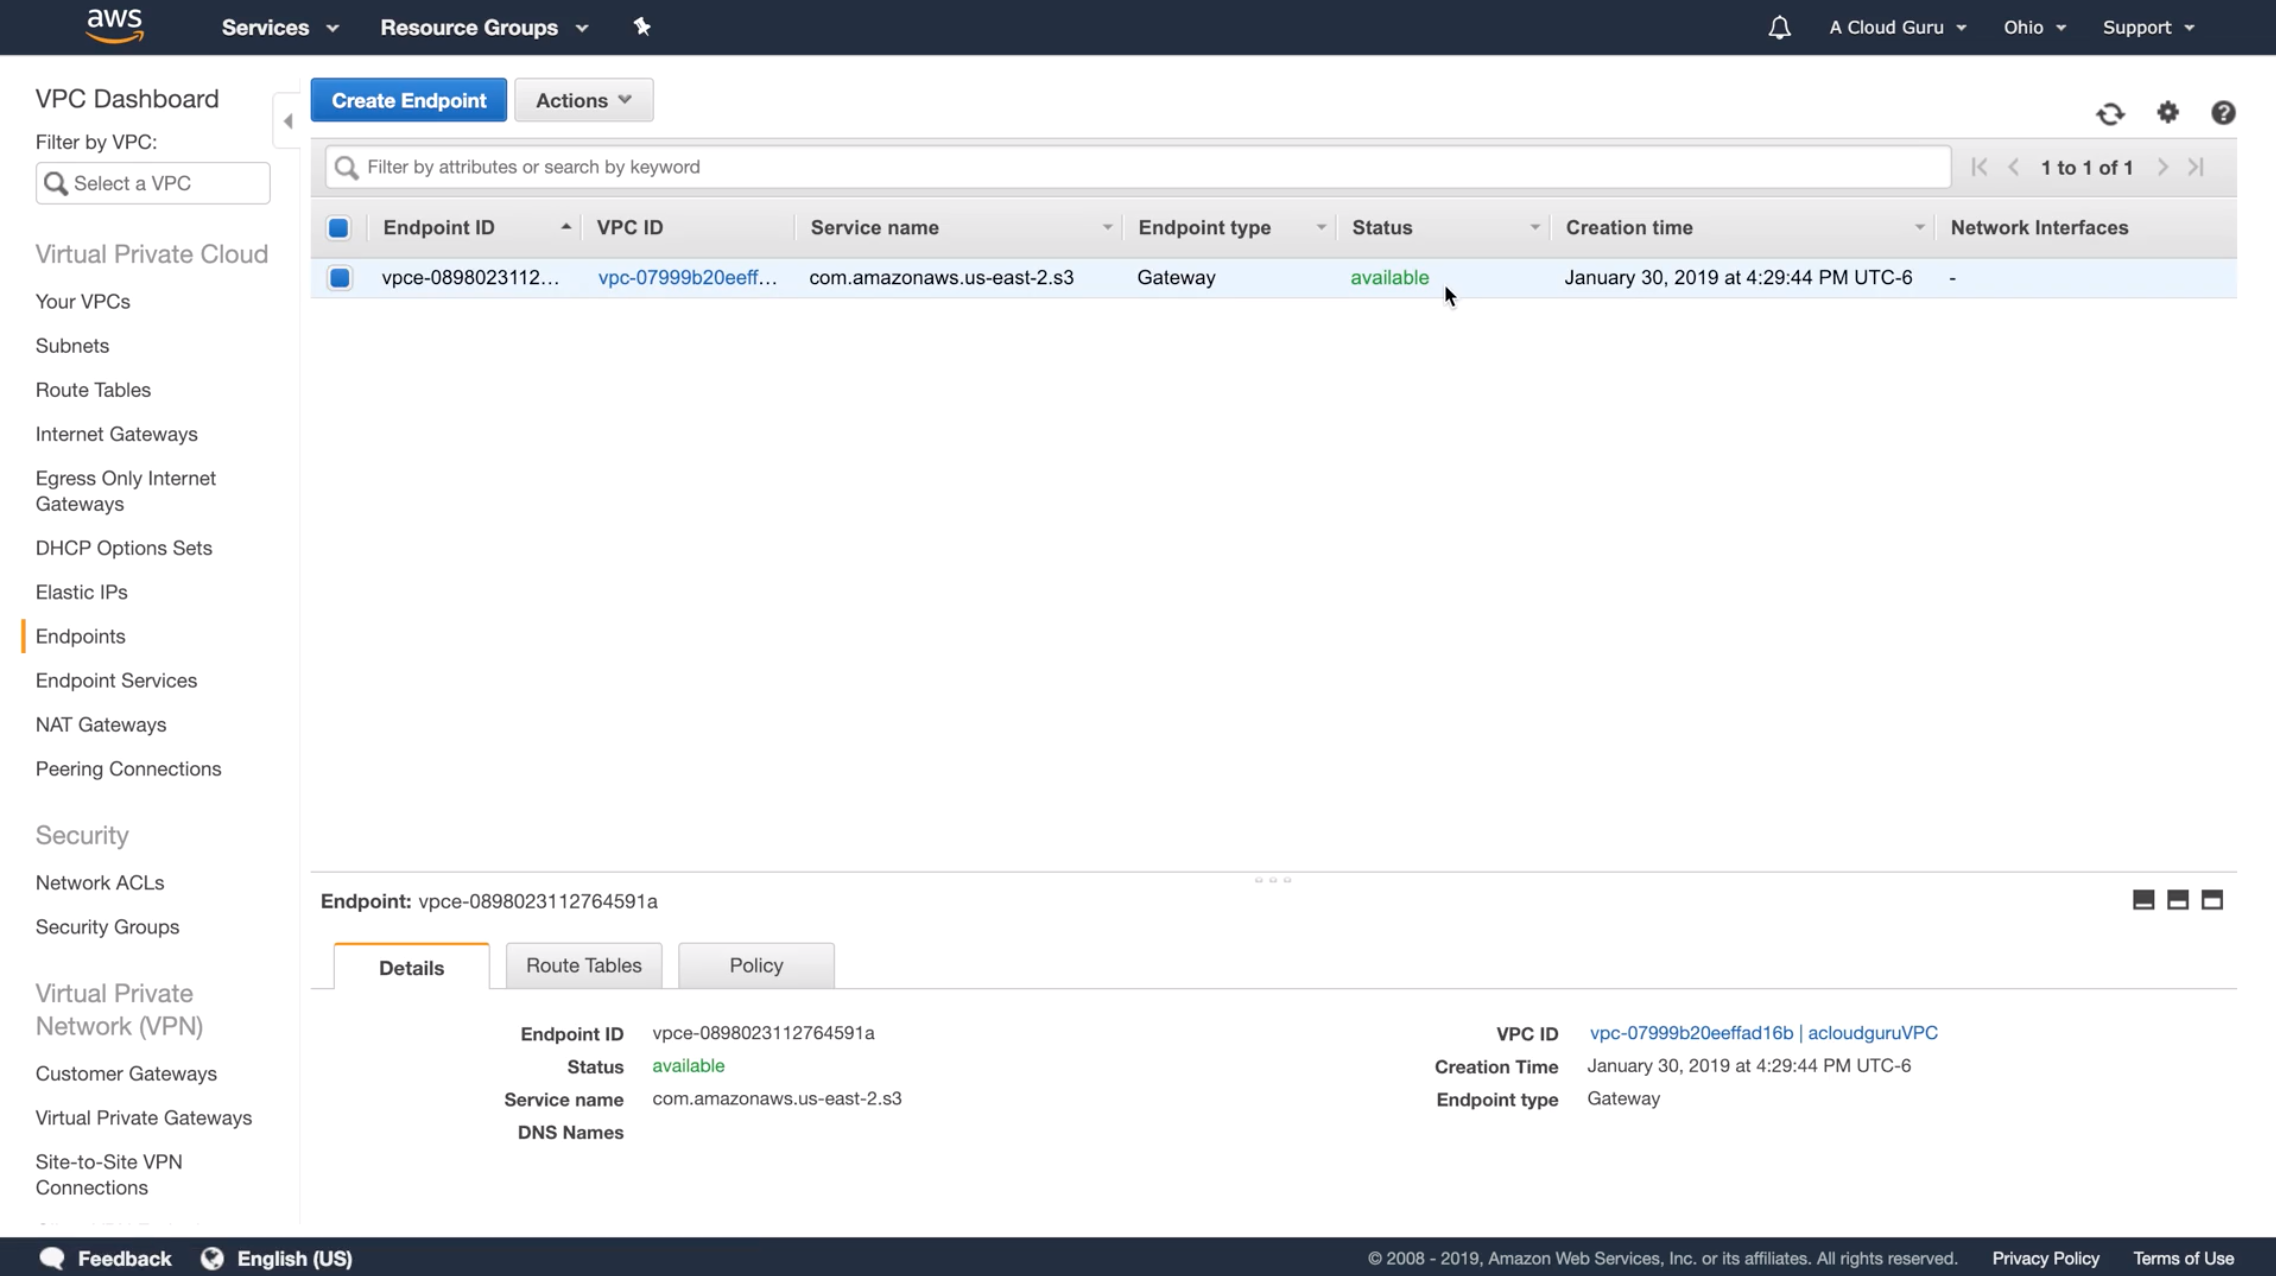 aws Services Resource Groups A Cloud Guru Ohio Support
VPC Dashboard
Filter by VPC:
Select a VPC
Virtual Private Cloud
Your VPCs
Subnets
Route Tables
Internet Gateways
Egress Only Internet
Gateways
DHCP Options Sets
Elastic IPs
Endpoints
Endpoint Services
NAT Gateways
Peering Connections
Security
Network ACLs
Security Groups
Virtual Private
Network (VPN)
Customer Gateways
Virtual Private Gateways
Site-to-Site VPN
Connections
Create Endpoint Actions
Filter by attributes or search by keyword 1 to 1 of 1
Endpoint ID VPC ID Service name Endpoint type Status Creation time Network Interfaces
vpce-0898023112... vpc-07999b20eeff... com.amazonaws.us-east-2.s3 Gateway available January 30, 2019 at 4:29:44 PM UTC-6 -
Endpoint: vpce-0898023112764591a
Details Route Tables Policy
Endpoint ID vpce-0898023112764591a VPC ID vpc-07999b20eeffad16b | acloudguruVPC
Status available Creation Time January 30, 2019 at 4:29:44 PM UTC-6
Service name com.amazonaws.us-east-2.s3 Endpoint type Gateway
DNS Names
Feedback English (US) © 2008 - 2019, Amazon Web Services, Inc. or its affiliates. All rights reserved. Privacy Policy Terms of Use